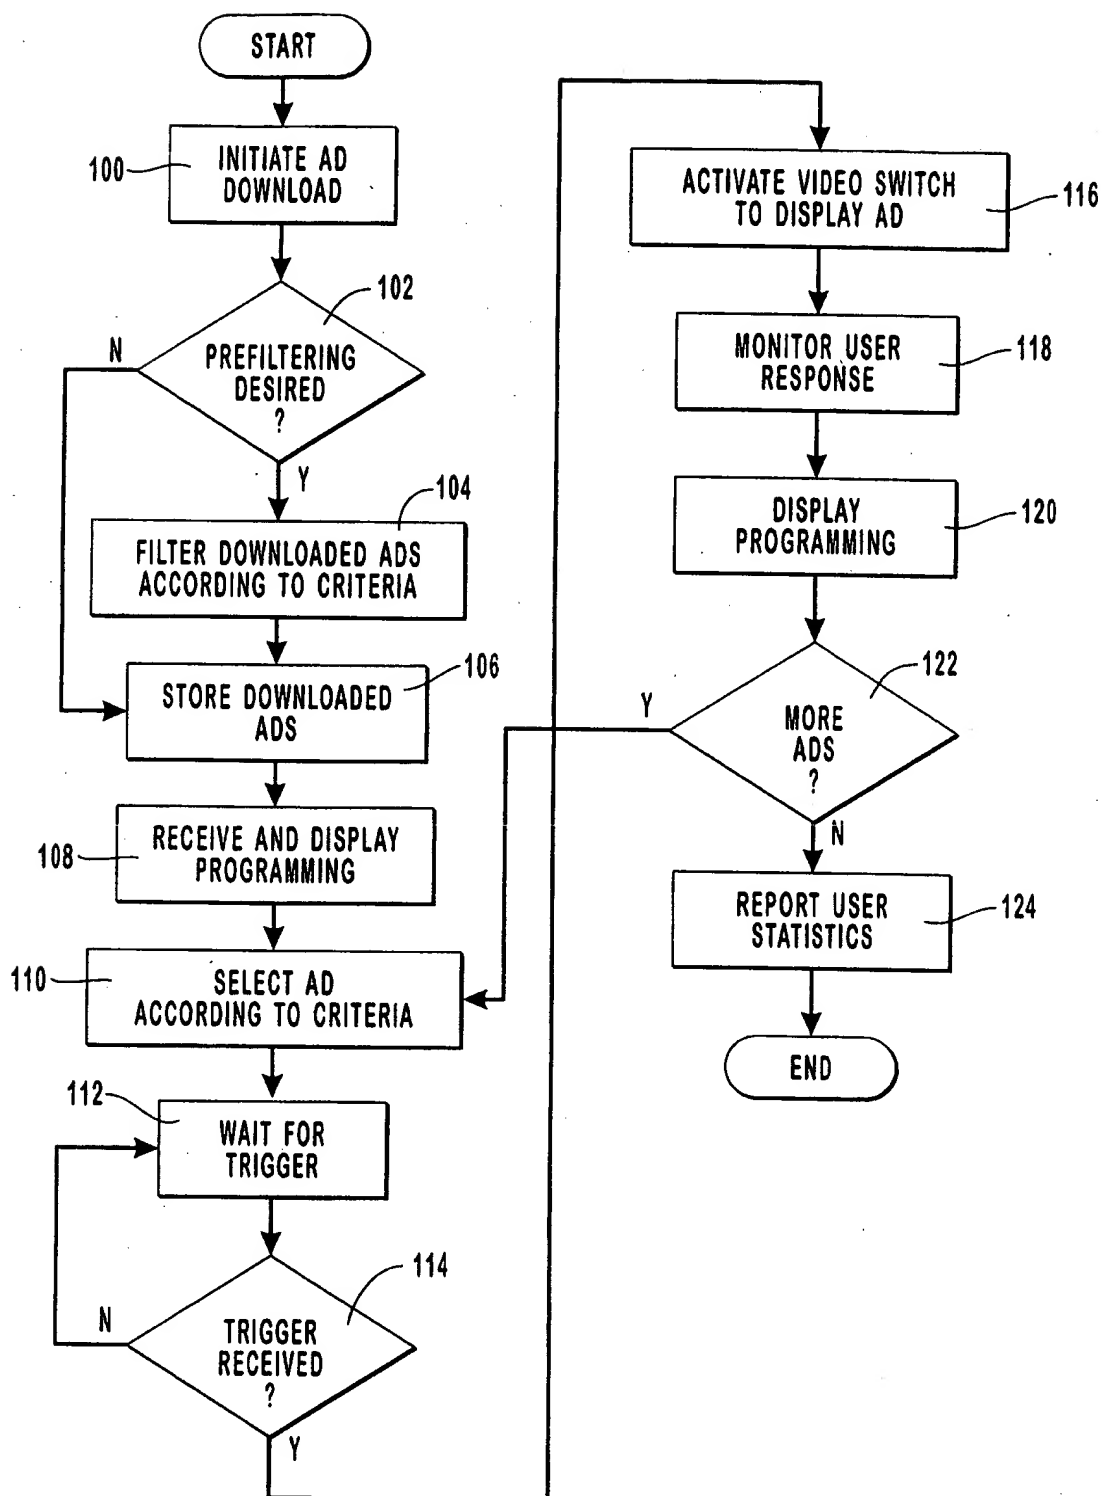 START
100
INITIATE AD
DOWNLOAD
102
N
PREFILTERING
DESIRED
?
Y
104
FILTER DOWNLOADED ADS
ACCORDING TO CRITERIA
106
STORE DOWNLOADED
ADS
108
RECEIVE AND DISPLAY
PROGRAMMING
110
SELECT AD
ACCORDING TO CRITERIA
112
WAIT FOR
TRIGGER
114
N
TRIGGER
RECEIVED
?
Y
ACTIVATE VIDEO SWITCH
TO DISPLAY AD
116
MONITOR USER
RESPONSE
118
DISPLAY
PROGRAMMING
120
122
Y
MORE
ADS
?
N
REPORT USER
STATISTICS
124
END